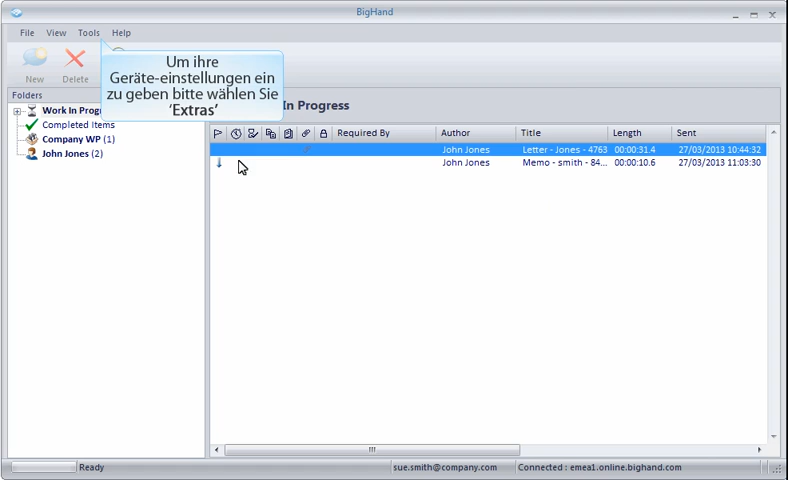 BigHand
File View Tools Help
Um ihre
Geräte-einstellungen ein
zu geben bitte wählen Sie
‘Extras’
New Delete
Folders
In Progress
Work In Progr
Completed Items
Company WP (1)
John Jones (2)
Required By Author Title Length Sent
John Jones Letter - Jones - 4763 00:00:31.4 27/03/2013 10:44:32
John Jones Memo - smith - 84... 00:00:10.6 27/03/2013 11:03:30
Ready sue.smith@company.com Connected : emea1.online.bighand.com